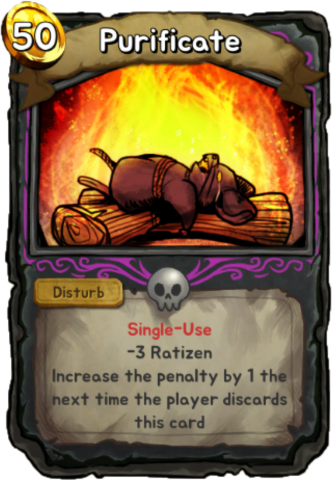 50
Purificate
Disturb
Single-Use
-3 Ratizen
Increase the penalty by 1 the
next time the player discards
this card